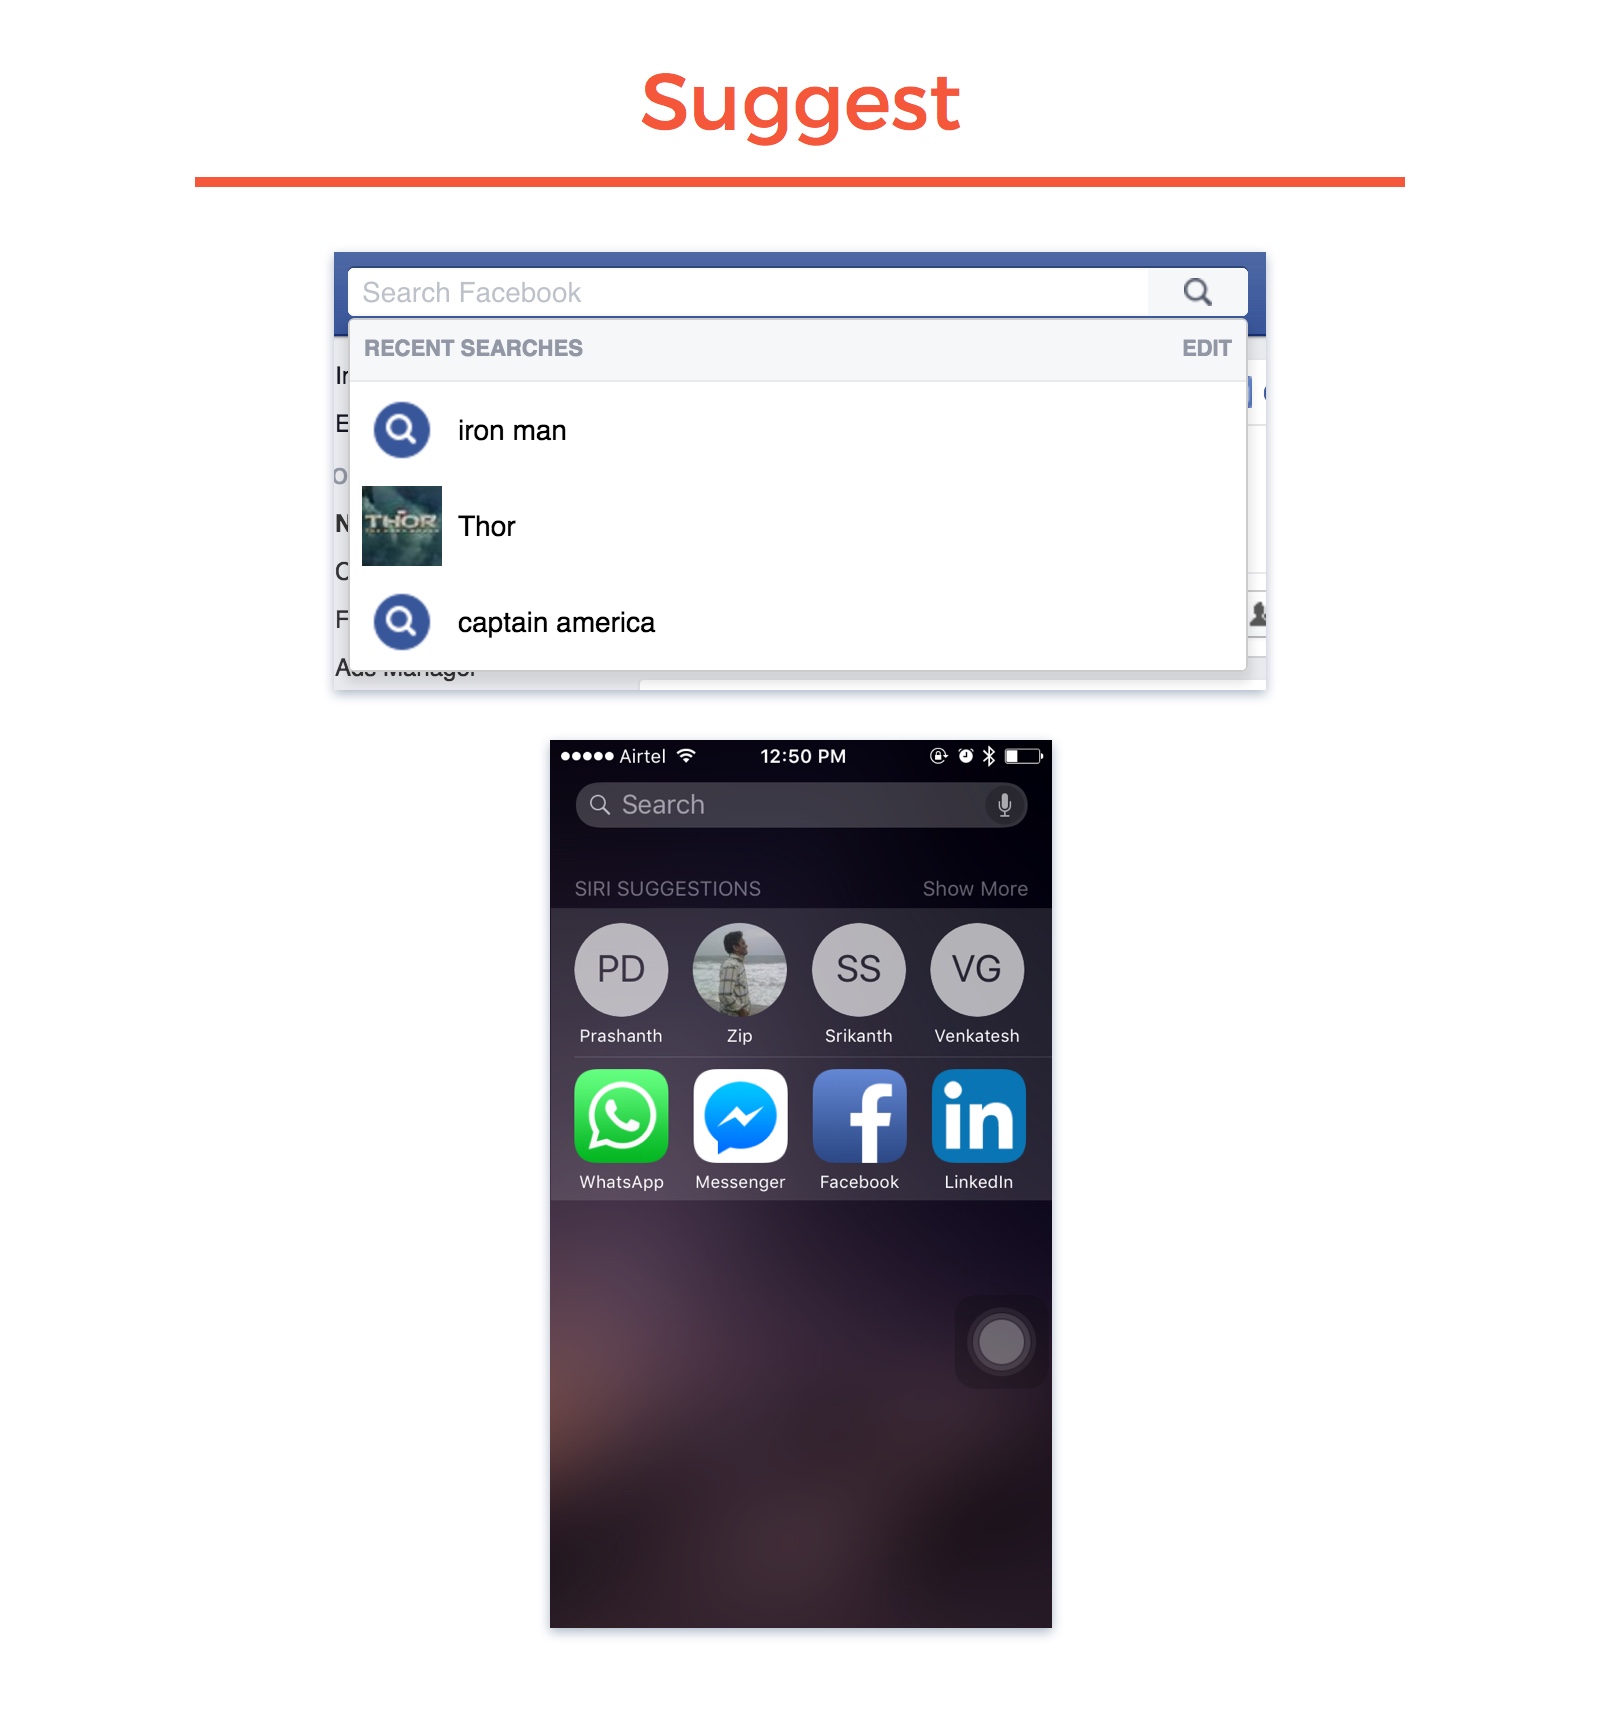 Suggest
Search Facebook
RECENT SEARCHES EDIT
iron man
THOR
Thor
captain america
Ads Manager
Airtel 12:50 PM
Search
SIRI SUGGESTIONS Show More
PD SS VG
Prashanth Zip Srikanth Venkatesh
f in
WhatsApp Messenger Facebook LinkedIn